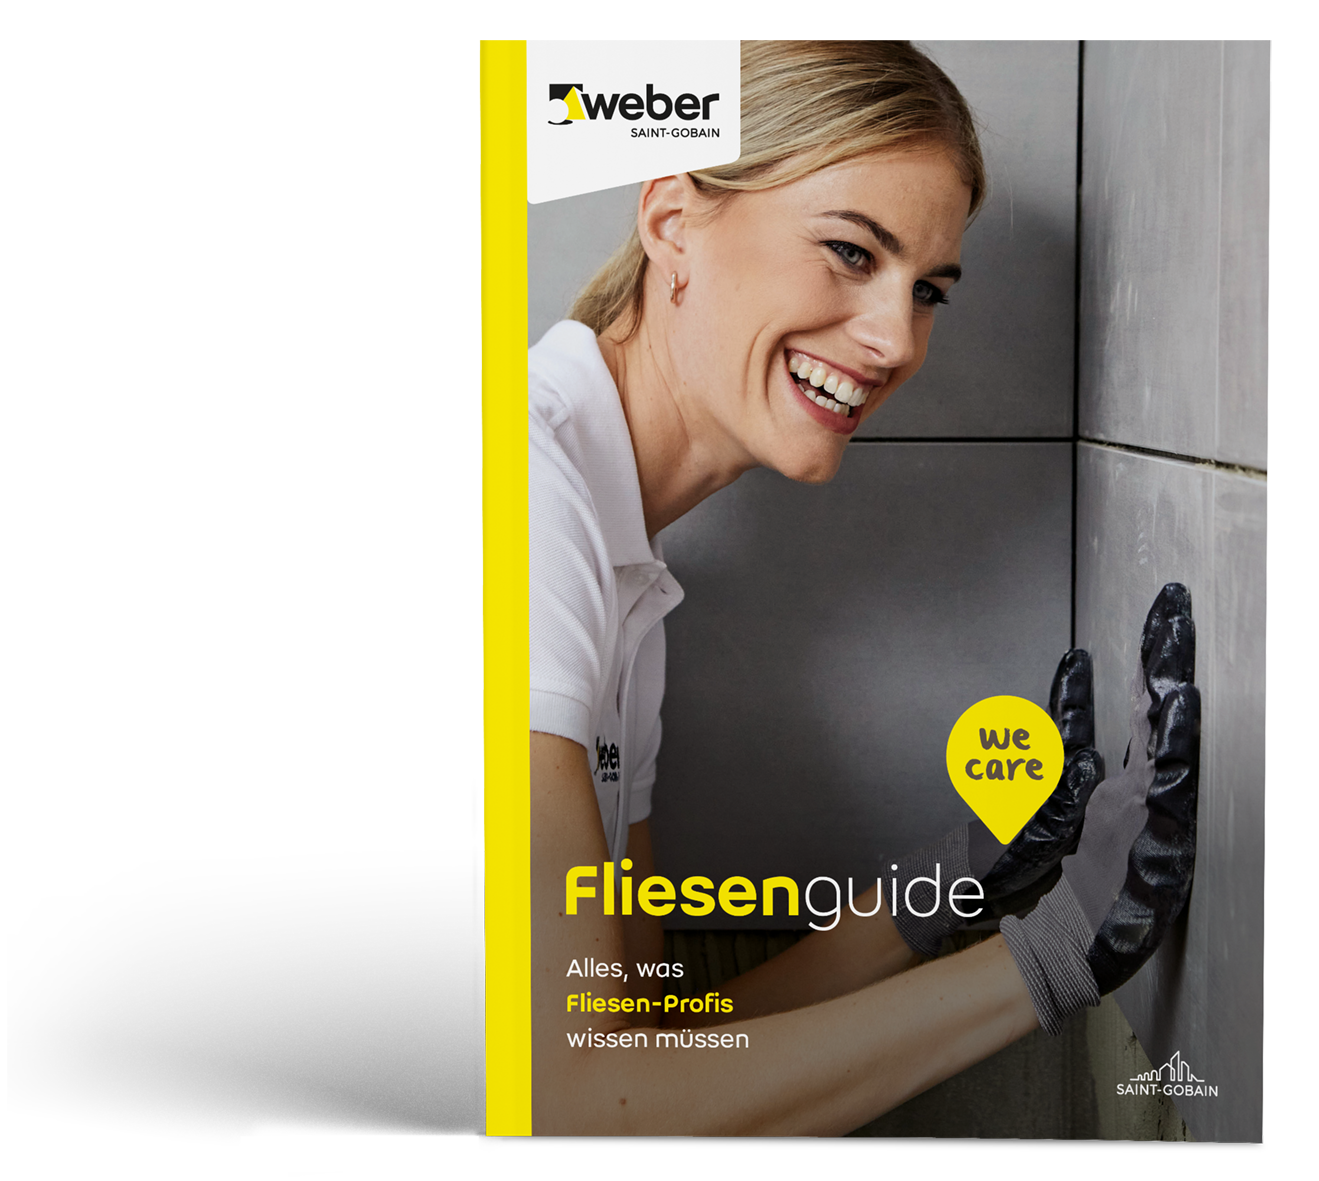 weber
SAINT-GOBAIN
we
care
Fliesenguide
Alles, was
Fliesen-Profis
wissen müssen
SAINT-GOBAIN